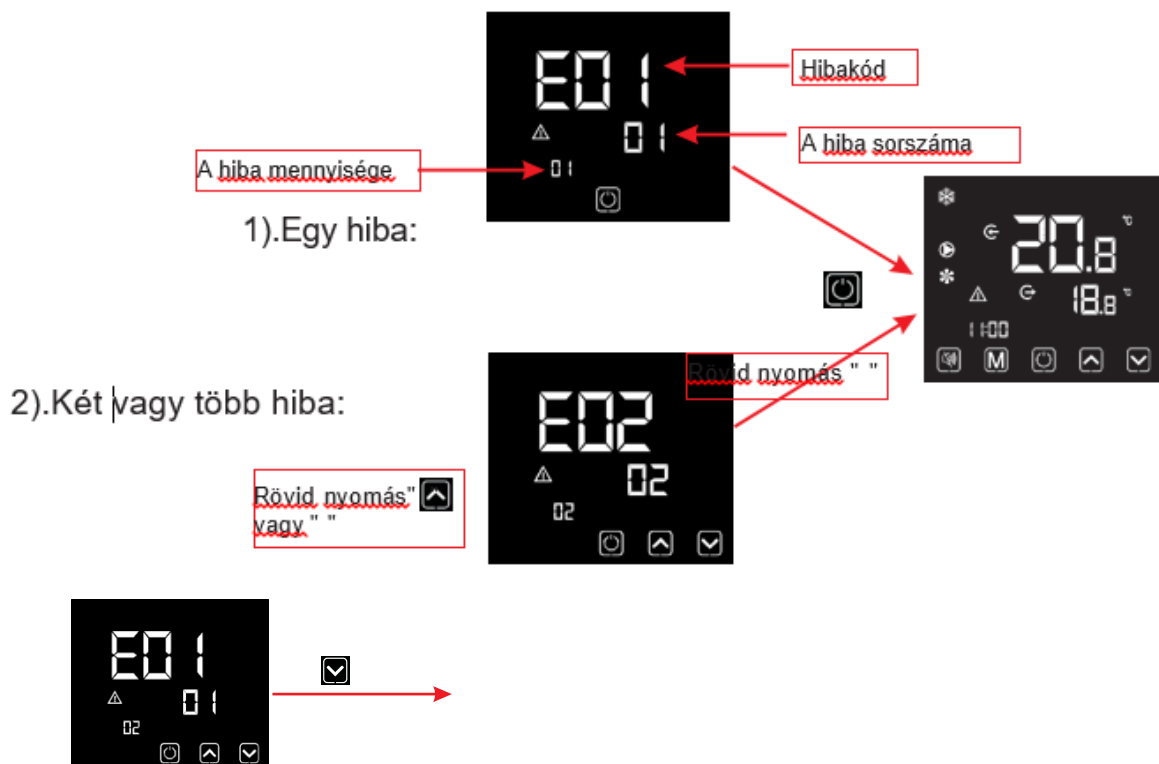 E01
Hibakód
01
A hiba sorszáma
A hiba mennyisége
01
1).Egy hiba:
20.8 °C
18.8 °C
11:00
M
Rövid nyomás " "
2).Két vagy több hiba:
E02
02
02
Rövid nyomás"
vagy " "
E01
01
02